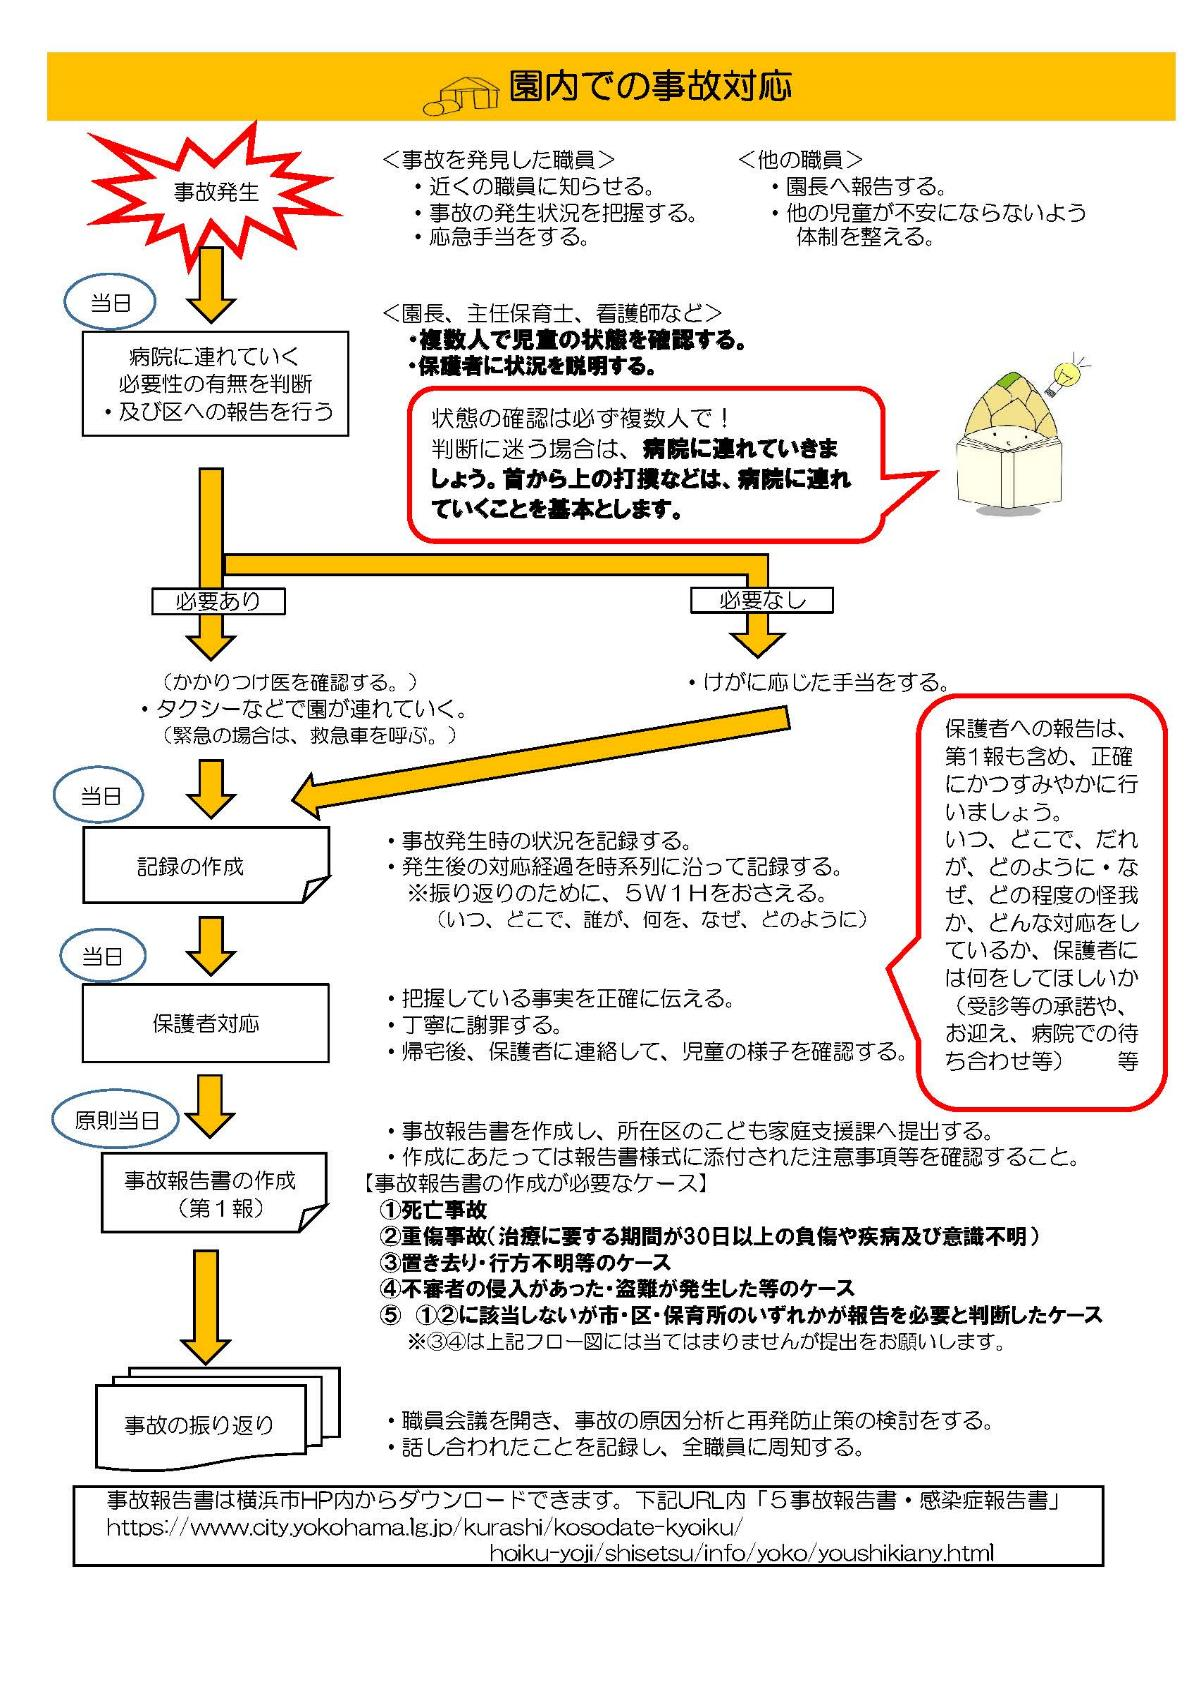 園内での事故対応
事故発生
＜事故を発見した職員＞
・近くの職員に知らせる。
・事故の発生状況を把握する。
・応急手当をする。
＜他の職員＞
・園長へ報告する。
・他の児童が不安にならないよう
体制を整える。
当日
病院に連れていく
必要性の有無を判断
・及び区への報告を行う
＜園長、主任保育士、看護師など＞
・複数人で児童の状態を確認する。
・保護者に状況を説明する。
状態の確認は必ず複数人で！
判断に迷う場合は、病院に連れていきま
しょう。首から上の打撲などは、病院に連れ
ていくことを基本とします。
必要あり
必要なし
（かかりつけ医を確認する。）
・タクシーなどで園が連れていく。
（緊急の場合は、救急車を呼ぶ。）
・けがに応じた手当をする。
保護者への報告は、
第１報も含め、正確
にかつすみやかに行
いましょう。
いつ、どこで、だれ
が、どのように・な
ぜ、どの程度の怪我
か、どんな対応をし
ているか、保護者に
は何をしてほしいか
（受診等の承諾や、
お迎え、病院での待
ち合わせ等）　　等
当日
記録の作成
・事故発生時の状況を記録する。
・発生後の対応経過を時系列に沿って記録する。
※振り返りのために、５Ｗ１Ｈをおさえる。
（いつ、どこで、誰が、何を、なぜ、どのように）
当日
保護者対応
・把握している事実を正確に伝える。
・丁寧に謝罪する。
・帰宅後、保護者に連絡して、児童の様子を確認する。
原則当日
事故報告書の作成
（第１報）
・事故報告書を作成し、所在区のこども家庭支援課へ提出する。
・作成にあたっては報告書様式に添付された注意事項等を確認すること。
【事故報告書の作成が必要なケース】
①死亡事故
②重傷事故（治療に要する期間が30日以上の負傷や疾病及び意識不明）
③置き去り・行方不明等のケース
④不審者の侵入があった・盗難が発生した等のケース
⑤　①②に該当しないが市・区・保育所のいずれかが報告を必要と判断したケース
※③④は上記フロー図には当てはまりませんが提出をお願いします。
事故の振り返り
・職員会議を開き、事故の原因分析と再発防止策の検討をする。
・話し合われたことを記録し、全職員に周知する。
事故報告書は横浜市HP内からダウンロードできます。下記URL内「５事故報告書・感染症報告書」
https://www.city.yokohama.lg.jp/kurashi/kosodate-kyoiku/
hoiku-yoji/shisetsu/info/yoko/youshikiany.html